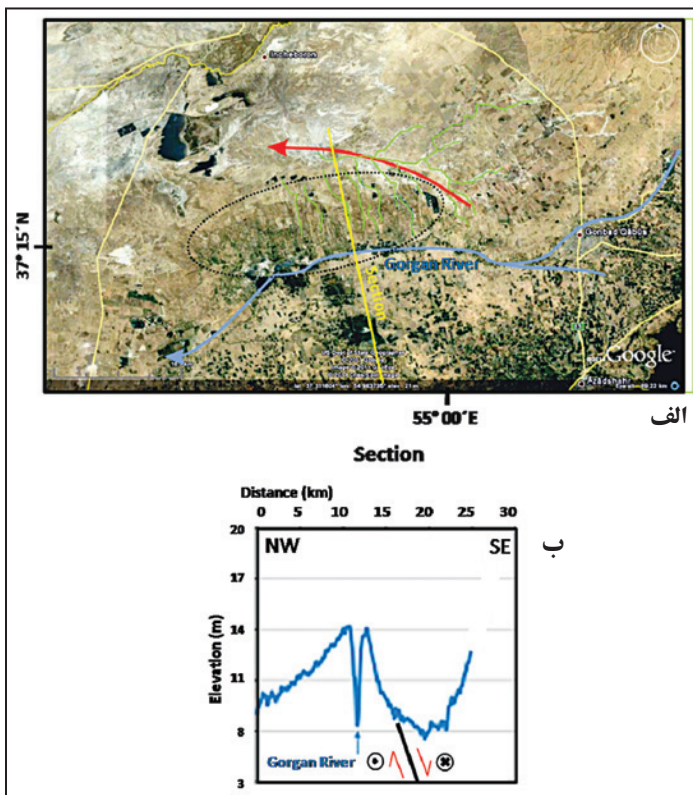 Incheboron
37° 15´ N
Gonbad Qabus
Gorgan River
Section
Google
Azadshahr
55° 00´E
الف
Section
Distance (km)
0 5 10 15 20 25 30
ب
20
NW SE
17
14
Elevation (m)
11
8
Gorgan River
3